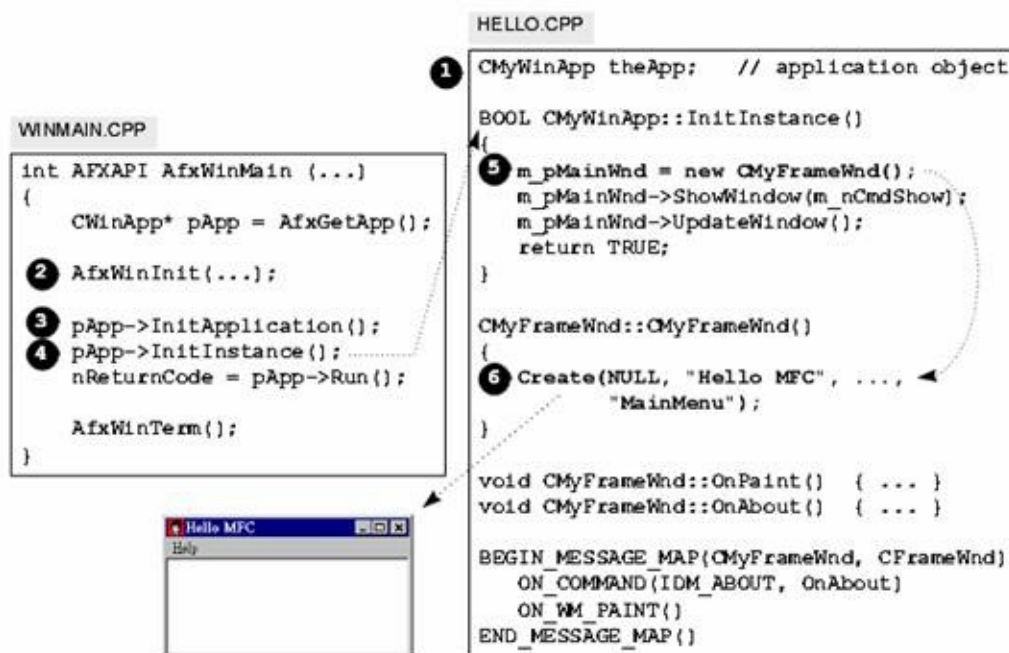 HELLO.CPP
1 CMyWinApp theApp;   // application object
BOOL CMyWinApp::InitInstance()
{
5 m_pMainWnd = new CMyFrameWnd();
m_pMainWnd->ShowWindow(m_nCmdShow);
m_pMainWnd->UpdateWindow();
return TRUE;
}
CMyFrameWnd::CMyFrameWnd()
{
6 Create(NULL, "Hello MFC", ...,
"MainMenu");
}
void CMyFrameWnd::OnPaint()  { ... }
void CMyFrameWnd::OnAbout()  { ... }
BEGIN_MESSAGE_MAP(CMyFrameWnd, CFrameWnd)
ON_COMMAND(IDM_ABOUT, OnAbout)
ON_WM_PAINT()
END_MESSAGE_MAP()
WINMAIN.CPP
int AFXAPI AfxWinMain (...)
{
CWinApp* pApp = AfxGetApp();
2 AfxWinInit(...);
3 pApp->InitApplication();
4 pApp->InitInstance();
nReturnCode = pApp->Run();
AfxWinTerm();
}
Hello MFC
Help